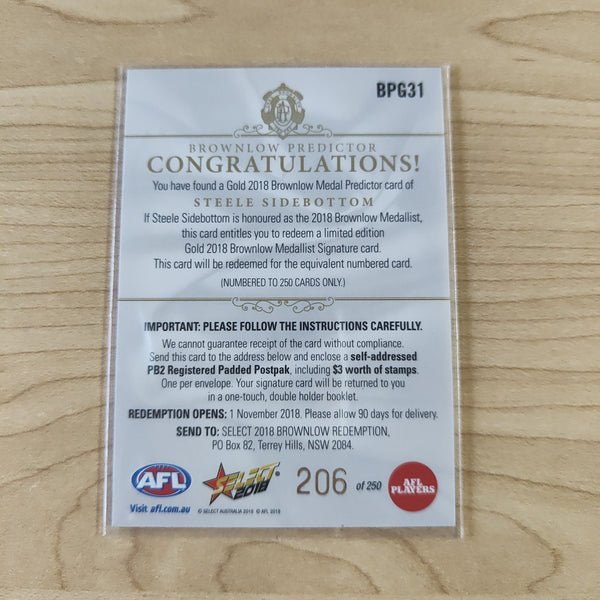 BPG31
BROWNLOW PREDICTOR
CONGRATULATIONS!
You have found a Gold 2018 Brownlow Medal Predictor card of
STEELE SIDEBOTTOM
If Steele Sidebottom is honoured as the 2018 Brownlow Medallist,
this card entitles you to redeem a limited edition
Gold 2018 Brownlow Medallist Signature card.
This card will be redeemed for the equivalent numbered card.
(NUMBERED TO 250 CARDS ONLY.)
IMPORTANT: PLEASE FOLLOW THE INSTRUCTIONS CAREFULLY.
We cannot guarantee receipt of the card without compliance.
Send this card to the address below and enclose a self-addressed
PB2 Registered Padded Postpak, including $3 worth of stamps.
One per envelope. Your signature card will be returned to you
in a one-touch, double holder booklet.
REDEMPTION OPENS: 1 November 2018. Please allow 90 days for delivery.
SEND TO: SELECT 2018 BROWNLOW REDEMPTION,
PO Box 82, Terrey Hills, NSW 2084.
AFL
Visit afl.com.au
SELECT
2018
© SELECT AUSTRALIA 2018 © AFL 2018
206 of 250
AFL
PLAYERS